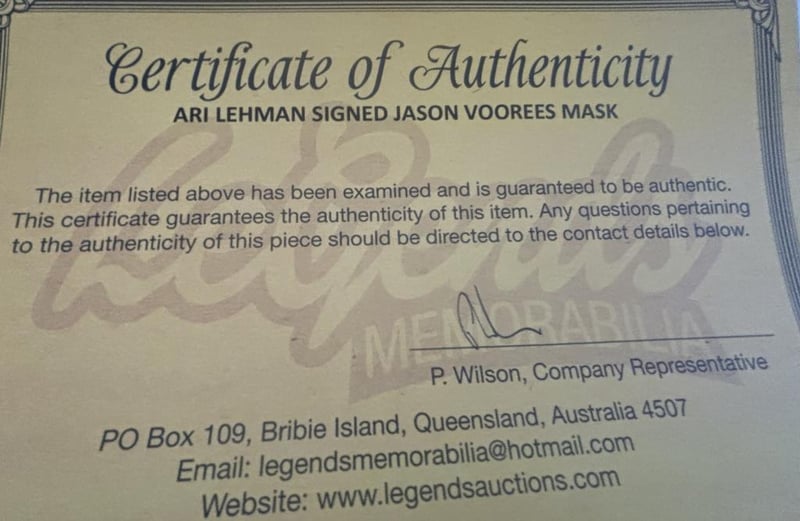 Certificate of Authenticity
ARI LEHMAN SIGNED JASON VOOREES MASK
The item listed above has been examined and is guaranteed to be authentic.
This certificate guarantees the authenticity of this item. Any questions pertaining
to the authenticity of this piece should be directed to the contact details below.
Legends
MEMORABILIA
P. Wilson, Company Representative
PO Box 109, Bribie Island, Queensland, Australia 4507
Email: legendsmemorabilia@hotmail.com
Website: www.legendsauctions.com